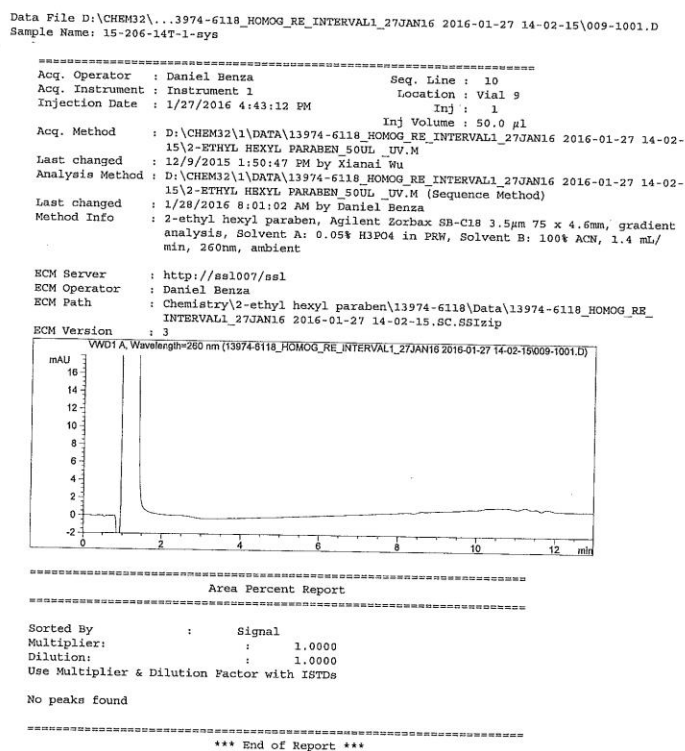 Data File D:\CHEM32\...3974-6118_HOMOG_RE_INTERVAL1_27JAN16 2016-01-27 14-02-15\009-1001.D
Sample Name: 15-206-14T-1-sys
=====================================================================
Acq. Operator : Daniel Benza Seq. Line : 10
Acq. Instrument : Instrument 1 Location : Vial 9
Injection Date : 1/27/2016 4:43:12 PM Inj : 1
Inj Volume : 50.0 µl
Acq. Method : D:\CHEM32\1\DATA\13974-6118_HOMOG_RE_INTERVAL1_27JAN16 2016-01-27 14-02-
15\2-ETHYL HEXYL PARABEN_50UL _UV.M
Last changed : 12/9/2015 1:50:47 PM by Xianai Wu
Analysis Method : D:\CHEM32\1\DATA\13974-6118_HOMOG_RE_INTERVAL1_27JAN16 2016-01-27 14-02-
15\2-ETHYL HEXYL PARABEN_50UL _UV.M (Sequence Method)
Last changed : 1/28/2016 8:01:02 AM by Daniel Benza
Method Info : 2-ethyl hexyl paraben, Agilent Zorbax SB-C18 3.5µm 75 x 4.6mm, gradient
analysis, Solvent A: 0.05% H3PO4 in PRW, Solvent B: 100% ACN, 1.4 mL/
min, 260nm, ambient
ECM Server : http://ssl007/ssl
ECM Operator : Daniel Benza
ECM Path : Chemistry\2-ethyl hexyl paraben\13974-6118\Data\13974-6118_HOMOG_RE_
INTERVAL1_27JAN16 2016-01-27 14-02-15.SC.SSIzip
ECM Version : 3
VWD1 A, Wavelength=260 nm (13974-6118_HOMOG_RE_INTERVAL1_27JAN16 2016-01-27 14-02-15\009-1001.D)
mAU
16
14
12
10
8
6
4
2
0
-2
0 2 4 6 8 10 12 min
=====================================================================
Area Percent Report
=====================================================================
Sorted By : Signal
Multiplier: : 1.0000
Dilution: : 1.0000
Use Multiplier & Dilution Factor with ISTDs
No peaks found
=====================================================================
*** End of Report ***